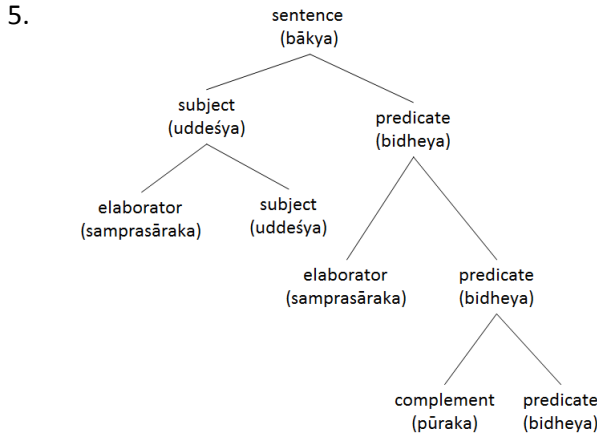 5.
sentence
(bākya)
subject
(uddeśya)
predicate
(bidheya)
elaborator
(samprasāraka)
subject
(uddeśya)
elaborator
(samprasāraka)
predicate
(bidheya)
complement
(pūraka)
predicate
(bidheya)